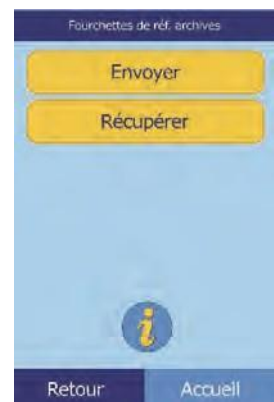 Fourchettes de réf. archives
Envoyer
Récupérer
i
Retour Accueil